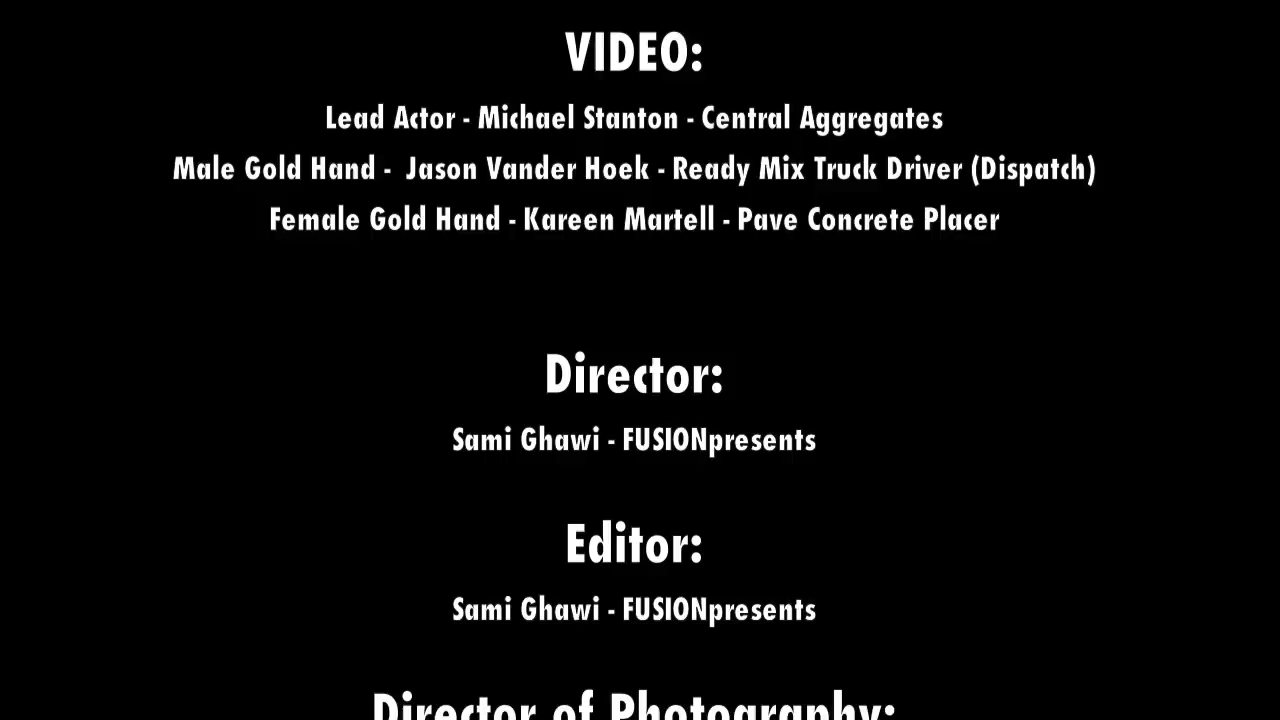 VIDEO:
Lead Actor - Michael Stanton - Central Aggregates
Male Gold Hand -  Jason Vander Hoek - Ready Mix Truck Driver (Dispatch)
Female Gold Hand - Kareen Martell - Pave Concrete Placer
Director:
Sami Ghawi - FUSIONpresents
Editor:
Sami Ghawi - FUSIONpresents
Director of Photography: